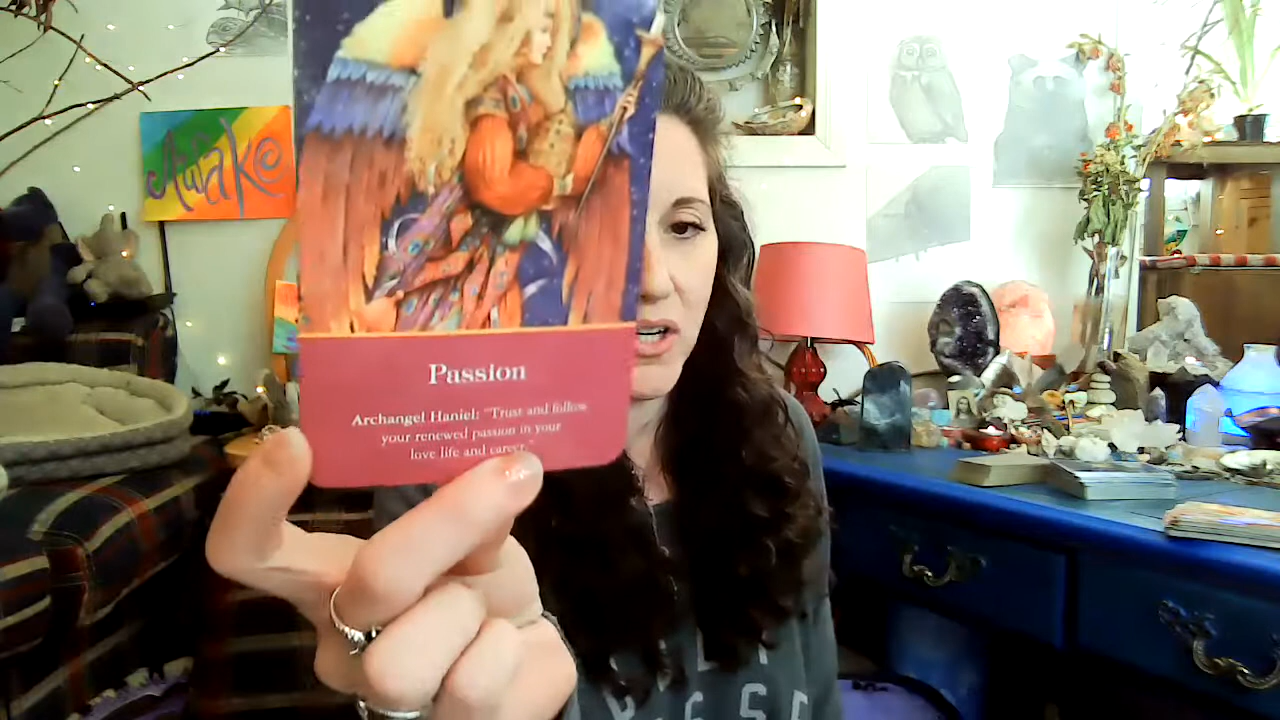 Awake
Passion
Archangel Haniel: "Trust and follow
your renewed passion in your
love life and career."